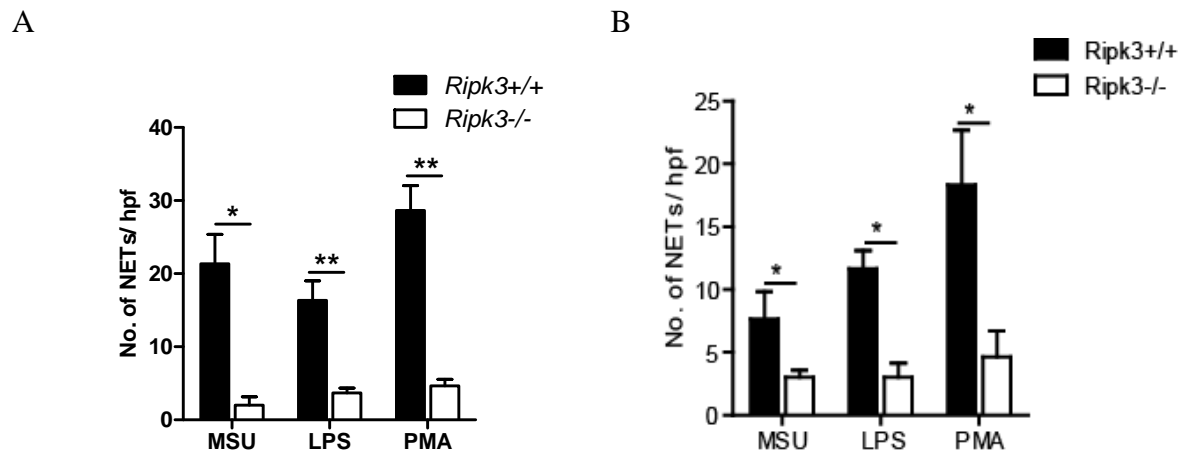 A
Ripk3+/+
Ripk3-/-
No. of NETs/ hpf
40
30
20
10
0
*
**
**
MSU LPS PMA
B
Ripk3+/+
Ripk3-/-
No. of NETs/ hpf
25
20
15
10
5
0
*
*
*
MSU LPS PMA